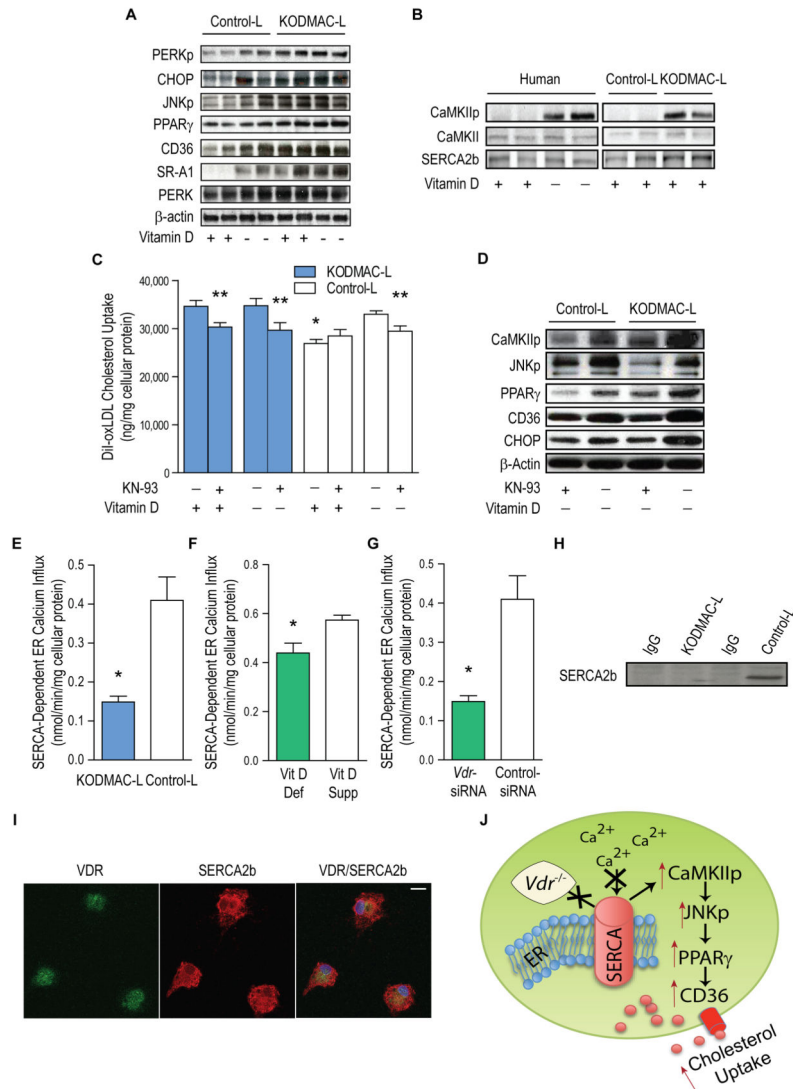 A
Control-L KODMAC-L
PERKp
CHOP
JNKp
PPARγ
CD36
SR-A1
PERK
β-actin
Vitamin D + + - - + + - -
B
Human Control-L KODMAC-L
CaMKIIp
CaMKII
SERCA2b
Vitamin D + + − − + + + +
C
KODMAC-L
Control-L
DiI-oxLDL Cholesterol Uptake
(ng/mg cellular protein)
40,000
30,000
20,000
10,000
0
** ** * **
KN-93 − + − + − + − +
Vitamin D + + − − + + − −
D
Control-L KODMAC-L
CaMKIIp
JNKp
PPARγ
CD36
CHOP
β-Actin
KN-93 + − + −
Vitamin D − − − −
E
SERCA-Dependent ER Calcium Influx
(nmol/min/mg cellular protein)
0.5
0.4
0.3
0.2
0.1
0.0
*
KODMAC-L Control-L
F
SERCA-Dependent ER Calcium Influx
(nmol/min/mg cellular protein)
0.8
0.6
0.4
0.2
0.0
*
Vit D Vit D
Def Supp
G
SERCA-Dependent ER Calcium Influx
(nmol/min/mg cellular protein)
0.5
0.4
0.3
0.2
0.1
0.0
*
Vdr- Control-
siRNA siRNA
H
IgG KODMAC-L IgG Control-L
SERCA2b
I
VDR SERCA2b VDR/SERCA2b
J
Ca2+
Ca2+ Ca2+
Ca2+
Vdr-/-
CaMKIIp
JNKp
PPARγ
CD36
ER
SERCA
Cholesterol
Uptake